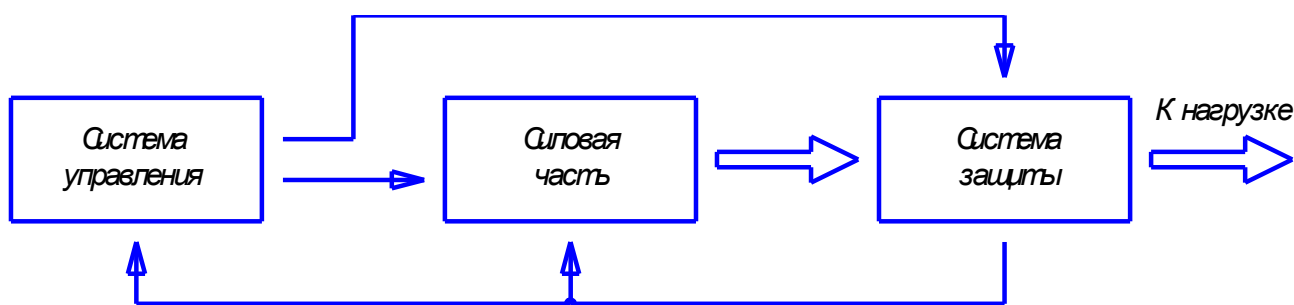 Система
управления
Силовая
часть
Система
защиты
К нагрузке